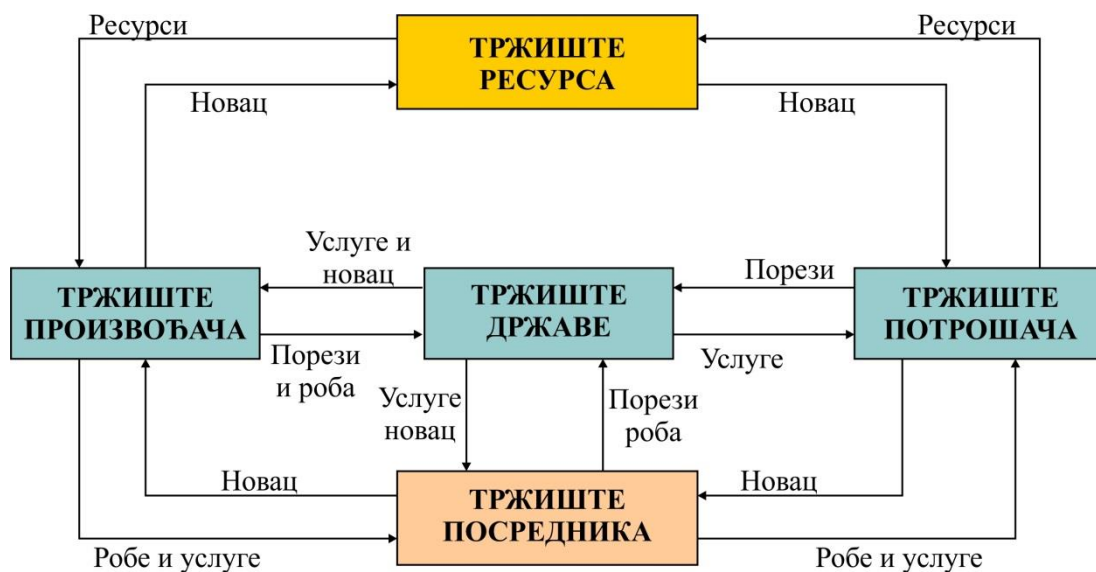 Ресурси
Ресурси
ТРЖИШТЕ
РЕСУРСА
Новац
Новац
Услуге и
новац
Порези
ТРЖИШТЕ
ПРОИЗВОЂАЧА
ТРЖИШТЕ
ДРЖАВЕ
ТРЖИШТЕ
ПОТРОШАЧА
Порези
и роба
Услуге
Услуге
новац
Порези
роба
Новац
ТРЖИШТЕ
ПОСРЕДНИКА
Новац
Робе и услуге
Робе и услуге